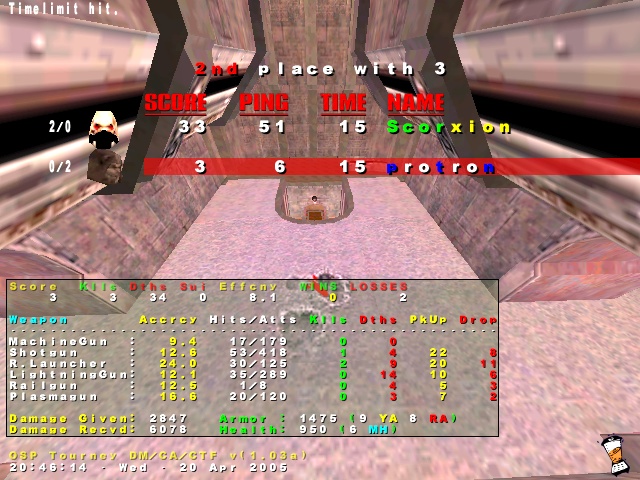 Timelimit hit.
2nd place with 3
SCORE PING TIME NAME
2/0 33 51 15 Scorxion
0/2 3 6 15 protron
Score Klls Dths Sui Effcny WINS LOSSES
3 3 34 0 8.1 0 2
Weapon Accrcy Hits/Atts Klls Dths PkUp Drop
MachineGun : 9.4 17/179 0 0
Shotgun : 12.6 53/418 1 4 22 8
R.Launcher : 24.0 30/125 2 9 20 11
LightningGun: 12.1 35/289 0 14 10 6
Railgun : 12.5 1/8 0 4 5 3
Plasmagun : 16.6 20/120 0 3 7 2
Damage Given: 2847 Armor : 1475 (9 YA 8 RA)
Damage Recvd: 6078 Health: 950 (6 MH)
OSP Tourney DM/CA/CTF v(1.03a)
20:46:14 - Wed - 20 Apr 2005